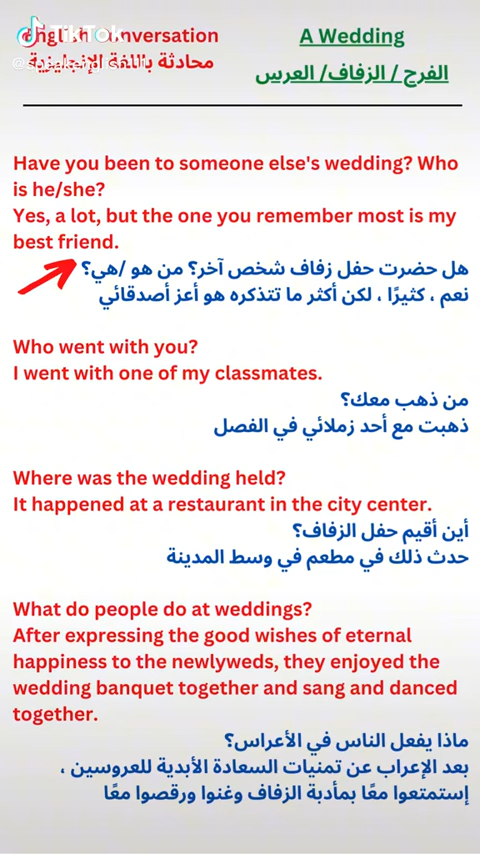 English Conversation
محادثة باللغة الإنجليزية
TikTok
A Wedding
الفرح / الزفاف/ العرس
Have you been to someone else's wedding? Who
is he/she?
Yes, a lot, but the one you remember most is my
best friend.
هل حضرت حفل زفاف شخص آخر؟ من هو /هي؟
نعم ، كثيرًا ، لكن أكثر ما تتذكره هو أعز أصدقائي
Who went with you?
I went with one of my classmates.
من ذهب معك؟
ذهبت مع أحد زملائي في الفصل
Where was the wedding held?
It happened at a restaurant in the city center.
أين أقيم حفل الزفاف؟
حدث ذلك في مطعم في وسط المدينة
What do people do at weddings?
After expressing the good wishes of eternal
happiness to the newlyweds, they enjoyed the
wedding banquet together and sang and danced
together.
ماذا يفعل الناس في الأعراس؟
بعد الإعراب عن تمنيات السعادة الأبدية للعروسين ،
إستمتعوا معًا بمأدبة الزفاف وغنوا ورقصوا معًا